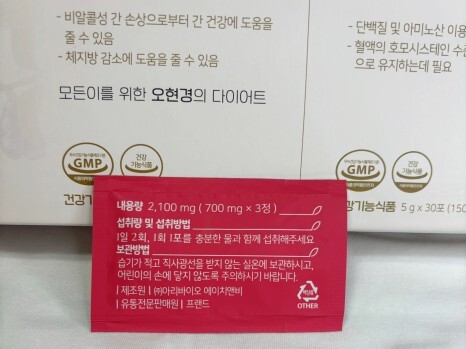 - 비알콜성 간 손상으로부터 간 건강에 도움을
줄 수 있음
- 체지방 감소에 도움을 줄 수 있음
모든이를 위한 오현경의 다이어트
- 단백질 및 아미노산 이용
- 혈액의 호모시스테인 수준
으로 유지하는데 필요
GMP
건강
기능식품
GMP
건강
기능식품
건강기능식품
강기능식품 5 g x 30포 (150
내용량 2,100 mg ( 700 mg × 3정 )
섭취량 및 섭취방법
1일 2회, 1회 1포를 충분한 물과 함께 섭취해주세요
보관방법
습기가 적고 직사광선을 받지 않는 실온에 보관하시고,
어린이의 손에 닿지 않도록 주의하시기 바랍니다.
| 제조원 | ㈜아리바이오 에이치앤비
| 유통전문판매원 | 프랜드
OTHER